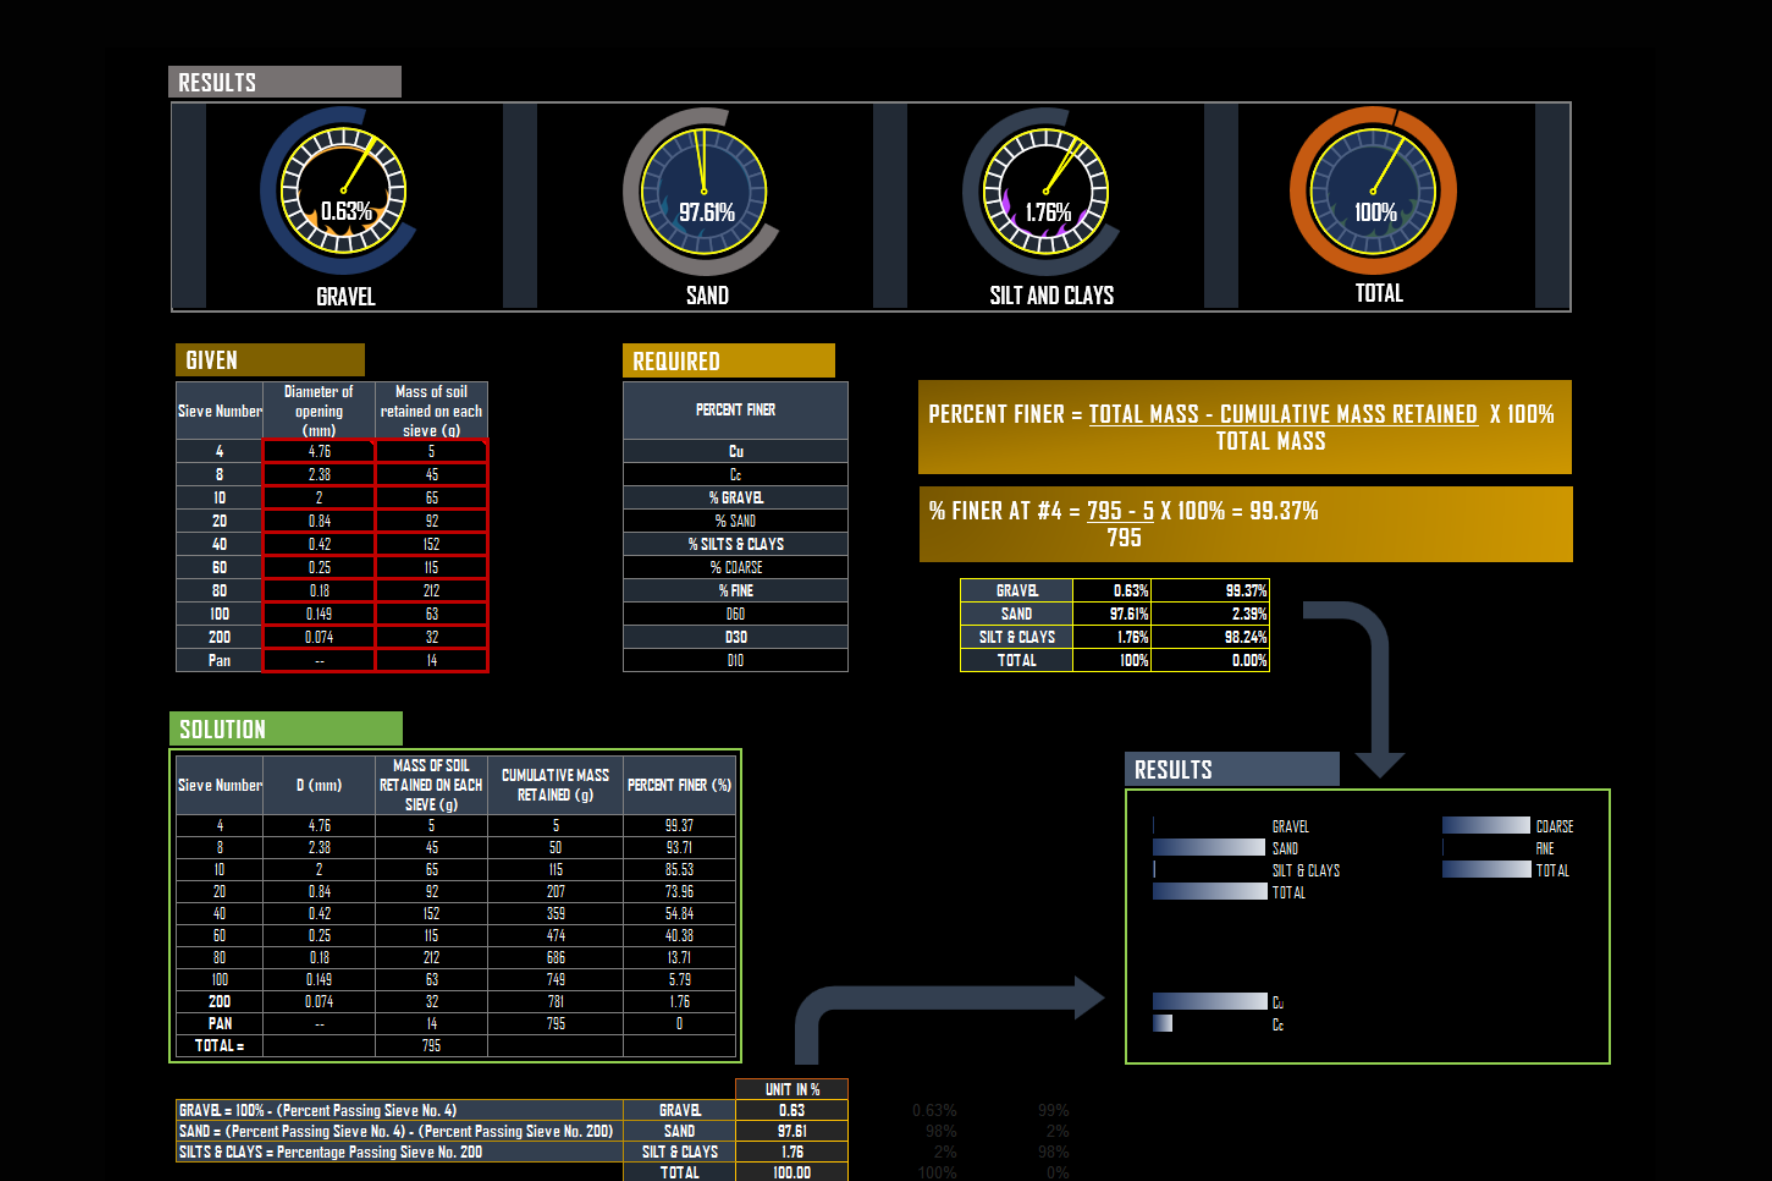 RESULTS
0.63%
97.61%
1.76%
100%
GRAVEL
SAND
SILT AND CLAYS
TOTAL
GIVEN
Sieve Number
Diameter of
opening
(mm)
Mass of soil
retained on each
sieve (g)
4 4.76 5
8 2.38 45
10 2 65
20 0.84 92
40 0.42 152
60 0.25 115
80 0.18 212
100 0.149 63
200 0.074 32
Pan -- 14
REQUIRED
PERCENT FINER
Cu
Cc
% GRAVEL
% SAND
% SILTS & CLAYS
% COARSE
% FINE
D60
D30
D10
PERCENT FINER = TOTAL MASS - CUMULATIVE MASS RETAINED X 100%
TOTAL MASS
% FINER AT #4 = 795 - 5 X 100% = 99.37%
795
GRAVEL 0.63% 99.37%
SAND 97.61% 2.39%
SILT & CLAYS 1.76% 98.24%
TOTAL 100% 0.00%
SOLUTION
Sieve Number
D (mm)
MASS OF SOIL
RETAINED ON EACH
SIEVE (g)
CUMULATIVE MASS
RETAINED (g)
PERCENT FINER (%)
4 4.76 5 5 99.37
8 2.38 45 50 93.71
10 2 65 115 85.53
20 0.84 92 207 73.96
40 0.42 152 359 54.84
60 0.25 115 474 40.38
80 0.18 212 686 13.71
100 0.149 63 749 5.79
200 0.074 32 781 1.76
PAN -- 14 795 0
TOTAL = 795
RESULTS
GRAVEL
SAND
SILT & CLAYS
TOTAL
COARSE
FINE
TOTAL
Cu
Cc
UNIT IN %
GRAVEL = 100% - (Percent Passing Sieve No. 4) GRAVEL 0.63
SAND = (Percent Passing Sieve No. 4) - (Percent Passing Sieve No. 200) SAND 97.61
SILTS & CLAYS = Percentage Passing Sieve No. 200 SILT & CLAYS 1.76
TOTAL 100.00
0.63% 99%
98% 2%
2% 98%
100% 0%